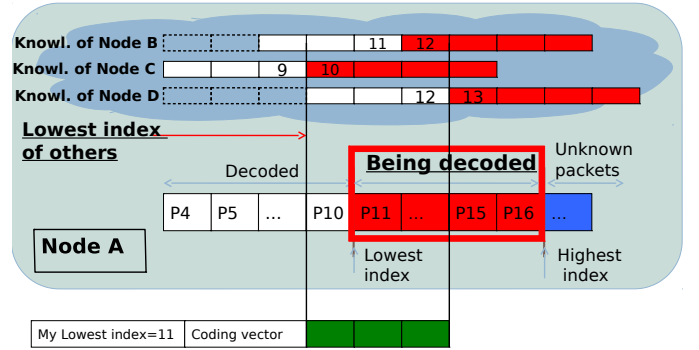 Knowl. of Node B 11 12
Knowl. of Node C 9 10
Knowl. of Node D 12 13
Lowest index
of others
Decoded
Being decoded
Unknown
packets
P4 P5 ... P10 P11 ... P15 P16 ...
Node A
Lowest
index
Highest
index
My Lowest index=11 Coding vector